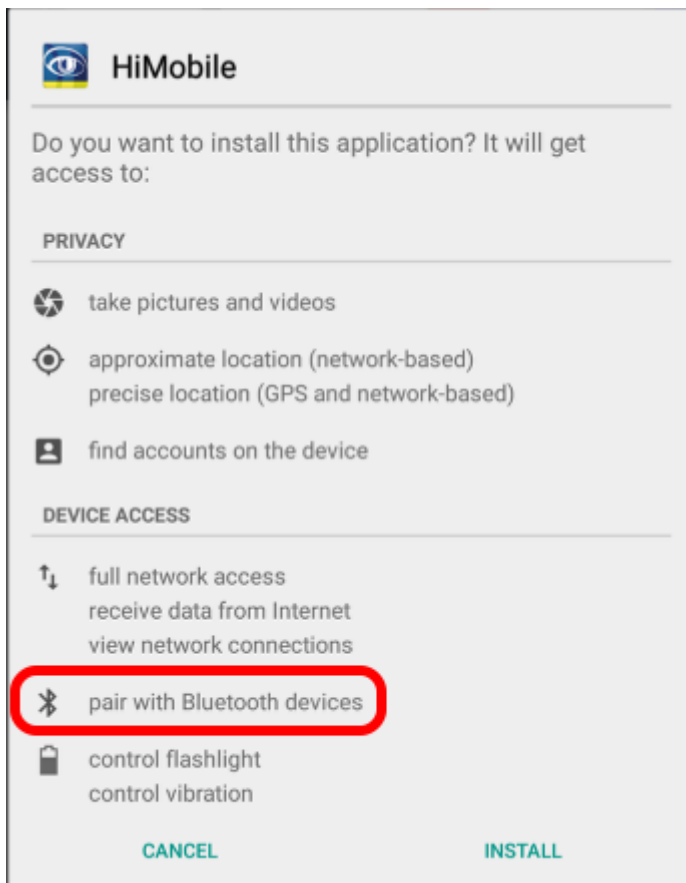 HiMobile
Do you want to install this application? It will get
access to:
PRIVACY
take pictures and videos
approximate location (network-based)
precise location (GPS and network-based)
find accounts on the device
DEVICE ACCESS
full network access
receive data from Internet
view network connections
pair with Bluetooth devices
control flashlight
control vibration
CANCEL
INSTALL